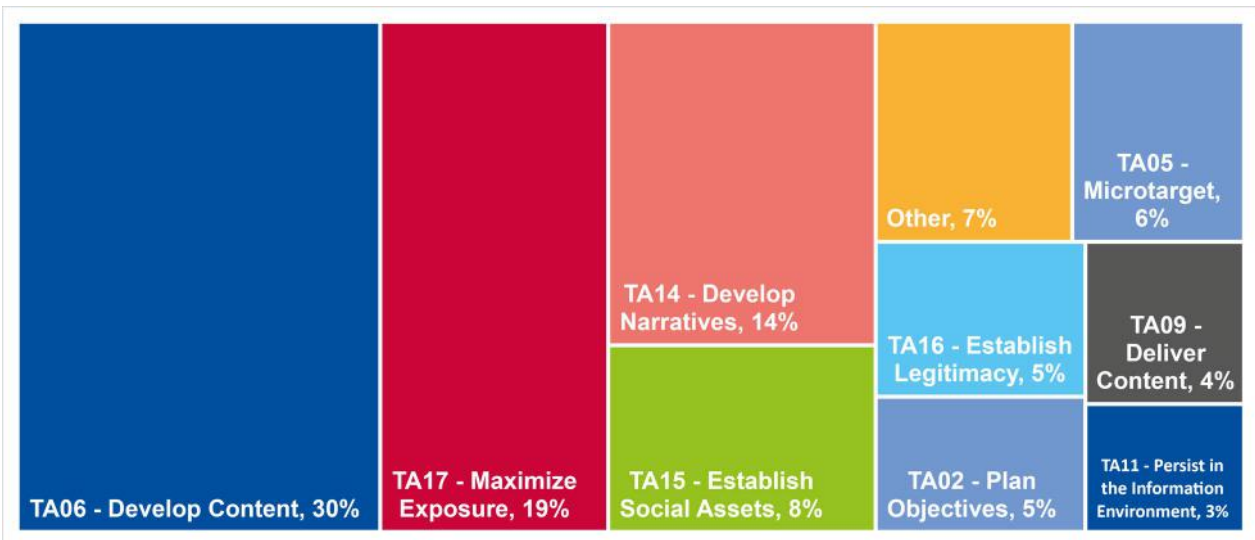 TA06 - Develop Content, 30%
TA17 - Maximize
Exposure, 19%
TA14 - Develop
Narratives, 14%
TA15 - Establish
Social Assets, 8%
Other, 7%
TA05 -
Microtarget,
6%
TA16 - Establish
Legitimacy, 5%
TA09 -
Deliver
Content, 4%
TA02 - Plan
Objectives, 5%
TA11 - Persist in
the Information
Environment, 3%